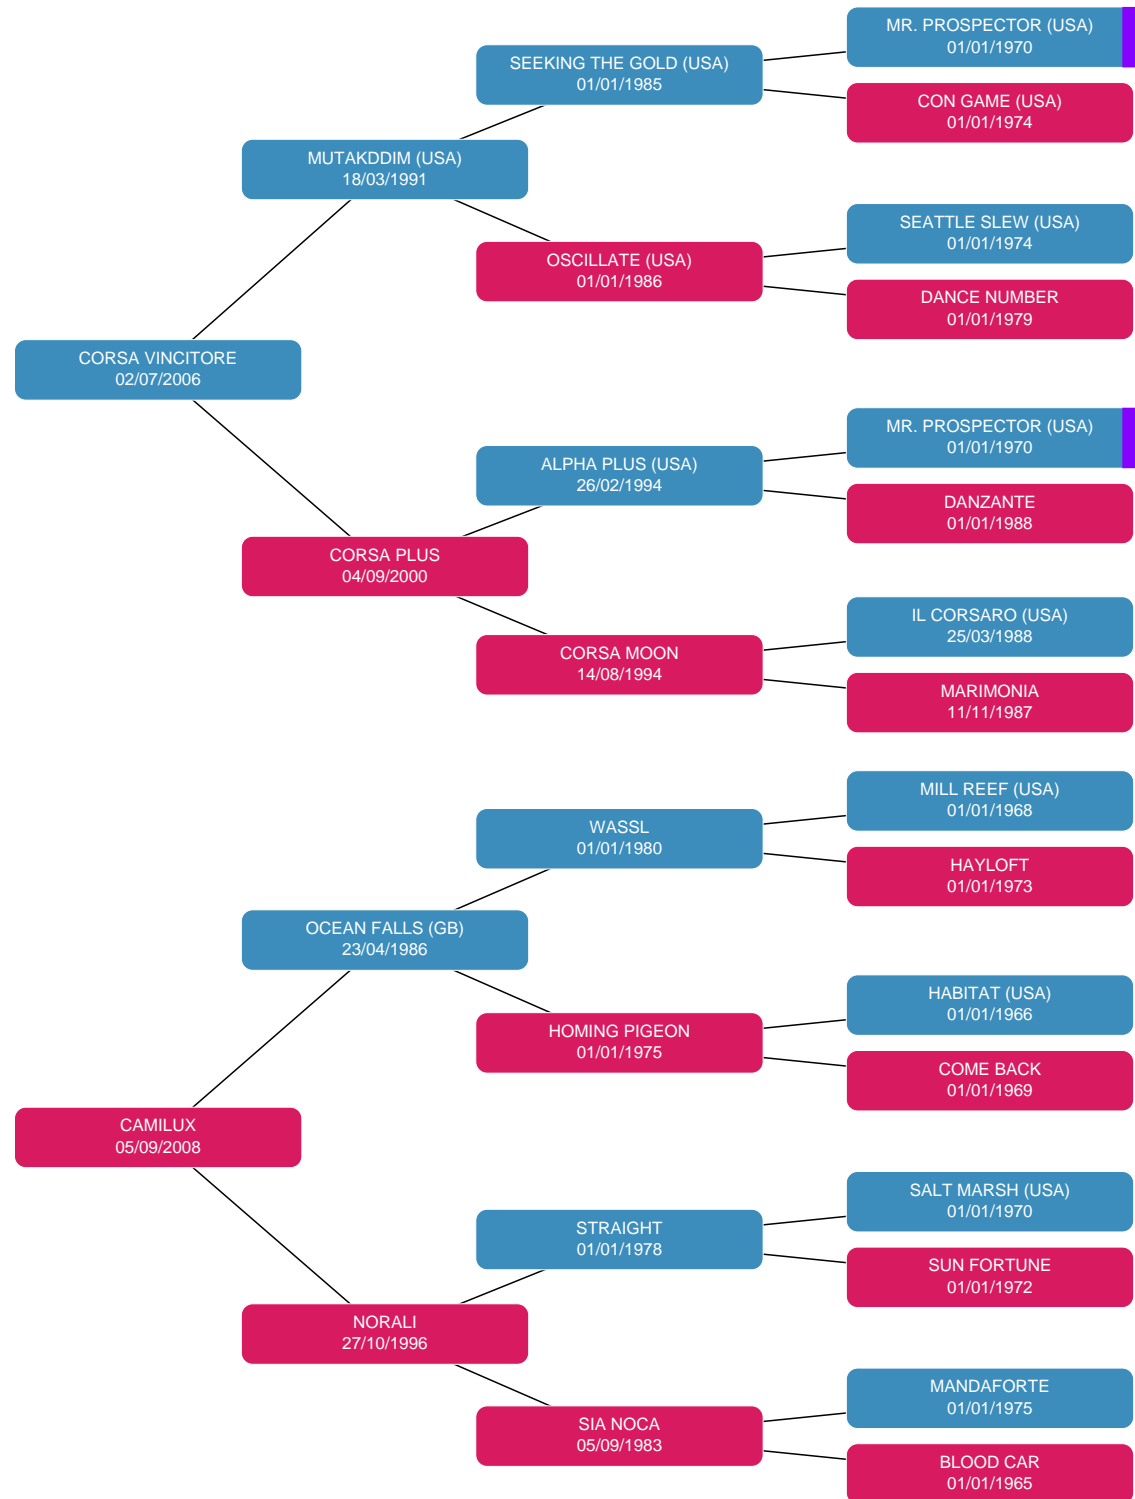 MR. PROSPECTOR (USA)
01/01/1970
SEEKING THE GOLD (USA)
01/01/1985
CON GAME (USA)
01/01/1974
MUTAKDDIM (USA)
18/03/1991
SEATTLE SLEW (USA)
01/01/1974
OSCILLATE (USA)
01/01/1986
DANCE NUMBER
01/01/1979
CORSA VINCITORE
02/07/2006
MR. PROSPECTOR (USA)
01/01/1970
ALPHA PLUS (USA)
26/02/1994
DANZANTE
01/01/1988
CORSA PLUS
04/09/2000
IL CORSARO (USA)
25/03/1988
CORSA MOON
14/08/1994
MARIMONIA
11/11/1987
MILL REEF (USA)
01/01/1968
WASSL
01/01/1980
HAYLOFT
01/01/1973
OCEAN FALLS (GB)
23/04/1986
HABITAT (USA)
01/01/1966
HOMING PIGEON
01/01/1975
COME BACK
01/01/1969
CAMILUX
05/09/2008
SALT MARSH (USA)
01/01/1970
STRAIGHT
01/01/1978
SUN FORTUNE
01/01/1972
NORALI
27/10/1996
MANDAFORTE
01/01/1975
SIA NOCA
05/09/1983
BLOOD CAR
01/01/1965